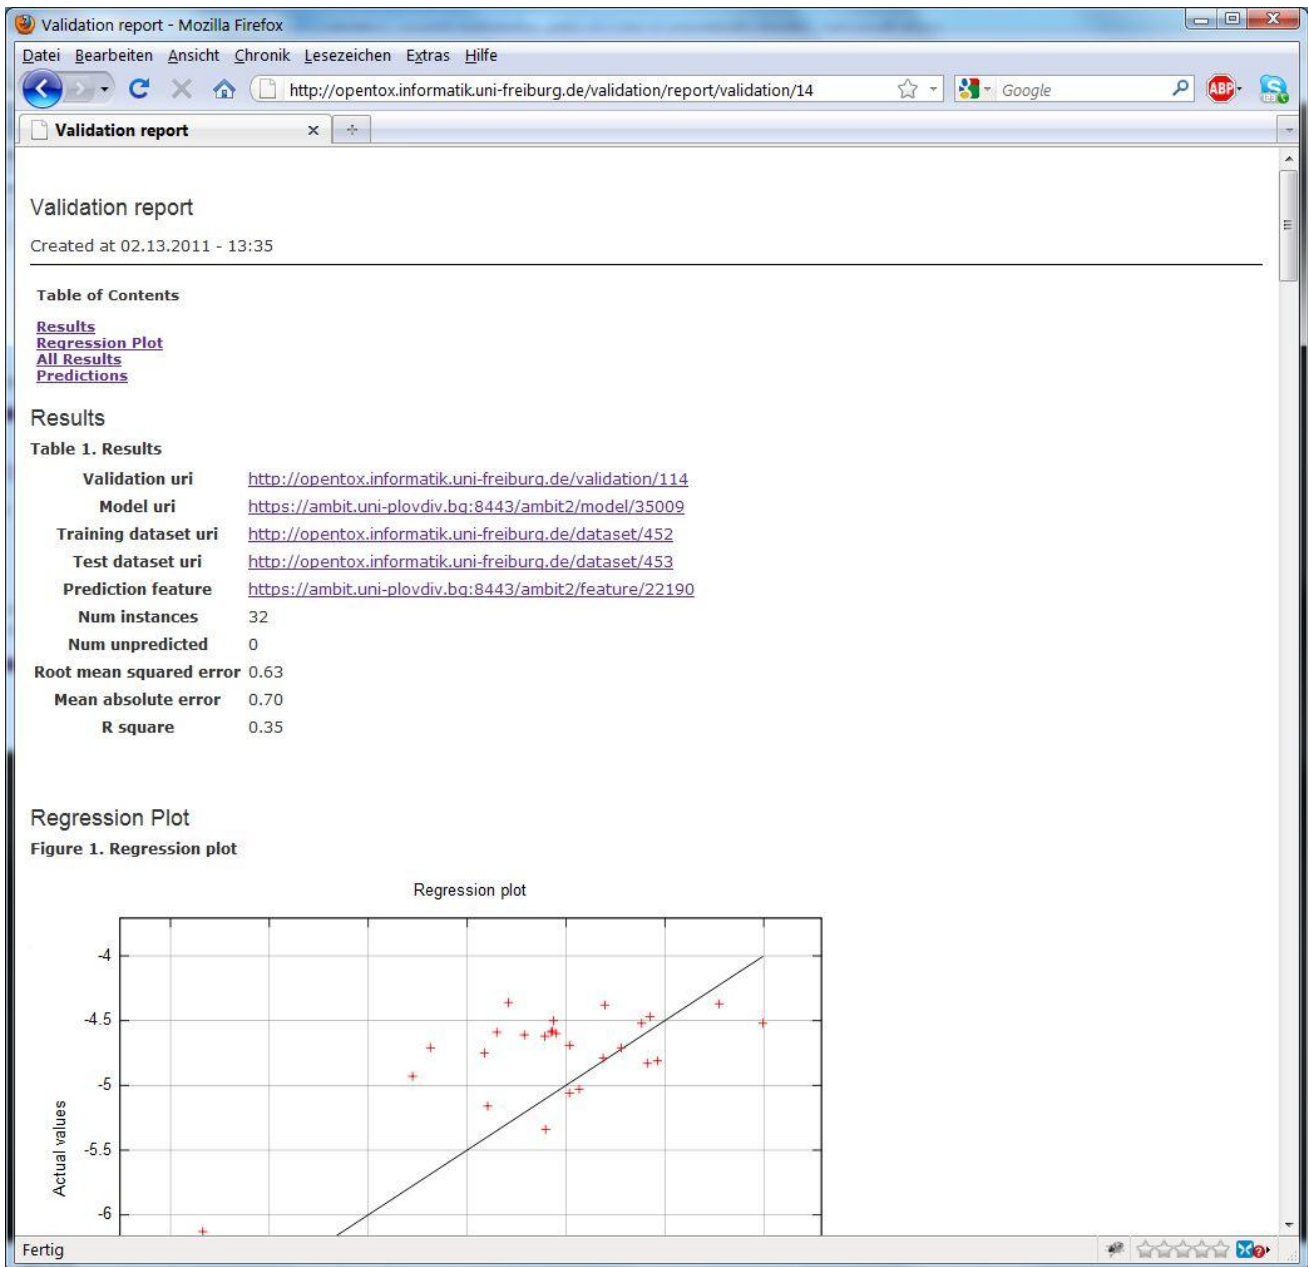 Validation report - Mozilla Firefox
Datei Bearbeiten Ansicht Chronik Lesezeichen Extras Hilfe
http://opentox.informatik.uni-freiburg.de/validation/report/validation/14 Google ABP
Validation report
Validation report
Created at 02.13.2011 - 13:35
Table of Contents
Results
Regression Plot
All Results
Predictions
Results
Table 1. Results
Validation uri http://opentox.informatik.uni-freiburg.de/validation/114
Model uri https://ambit.uni-plovdiv.bg:8443/ambit2/model/35009
Training dataset uri http://opentox.informatik.uni-freiburg.de/dataset/452
Test dataset uri http://opentox.informatik.uni-freiburg.de/dataset/453
Prediction feature https://ambit.uni-plovdiv.bg:8443/ambit2/feature/22190
Num instances 32
Num unpredicted 0
Root mean squared error 0.63
Mean absolute error 0.70
R square 0.35
Regression Plot
Figure 1. Regression plot
Regression plot
-4
-4.5
-5
-5.5
-6
Actual values
Fertig